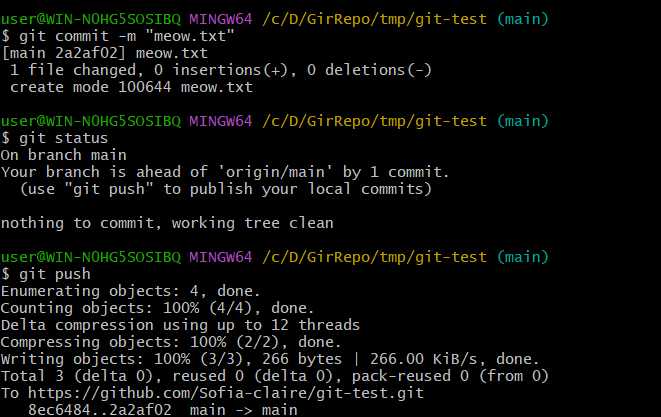 user@WIN-NOHG5SOSIBQ MINGW64 /c/D/GirRepo/tmp/git-test (main)
$ git commit -m "meow.txt"
[main 2a2af02] meow.txt
 1 file changed, 0 insertions(+), 0 deletions(-)
 create mode 100644 meow.txt

user@WIN-NOHG5SOSIBQ MINGW64 /c/D/GirRepo/tmp/git-test (main)
$ git status
On branch main
Your branch is ahead of 'origin/main' by 1 commit.
  (use "git push" to publish your local commits)

nothing to commit, working tree clean

user@WIN-NOHG5SOSIBQ MINGW64 /c/D/GirRepo/tmp/git-test (main)
$ git push
Enumerating objects: 4, done.
Counting objects: 100% (4/4), done.
Delta compression using up to 12 threads
Compressing objects: 100% (2/2), done.
Writing objects: 100% (3/3), 266 bytes | 266.00 KiB/s, done.
Total 3 (delta 0), reused 0 (delta 0), pack-reused 0 (from 0)
To https://github.com/Sofia-claire/git-test.git
   8ec6484..2a2af02  main -> main